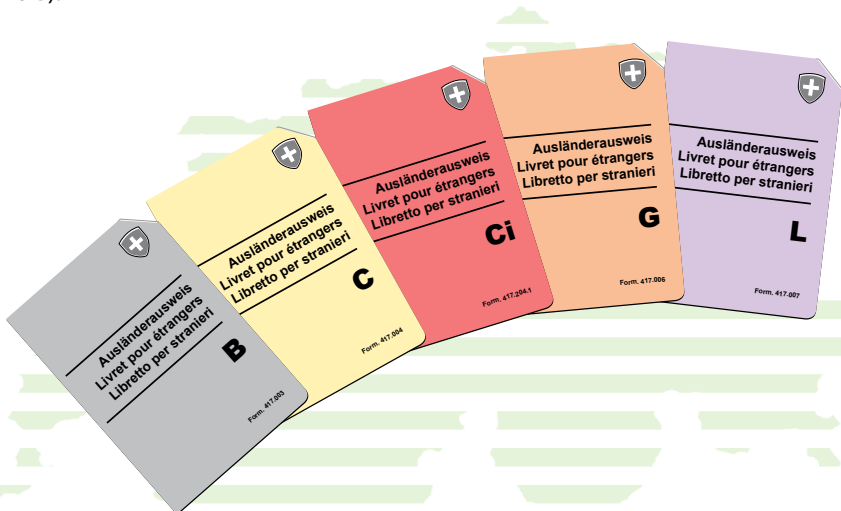 Ausländerausweis
Livret pour étrangers
Libretto per stranieri
B
Form. 417.003
Ausländerausweis
Livret pour étrangers
Libretto per stranieri
C
Form. 417.004
Ausländerausweis
Livret pour étrangers
Libretto per stranieri
Ci
Form. 417.204.1
Ausländerausweis
Livret pour étrangers
Libretto per stranieri
G
Form. 417.006
Ausländerausweis
Livret pour étrangers
Libretto per stranieri
L
Form. 417-007